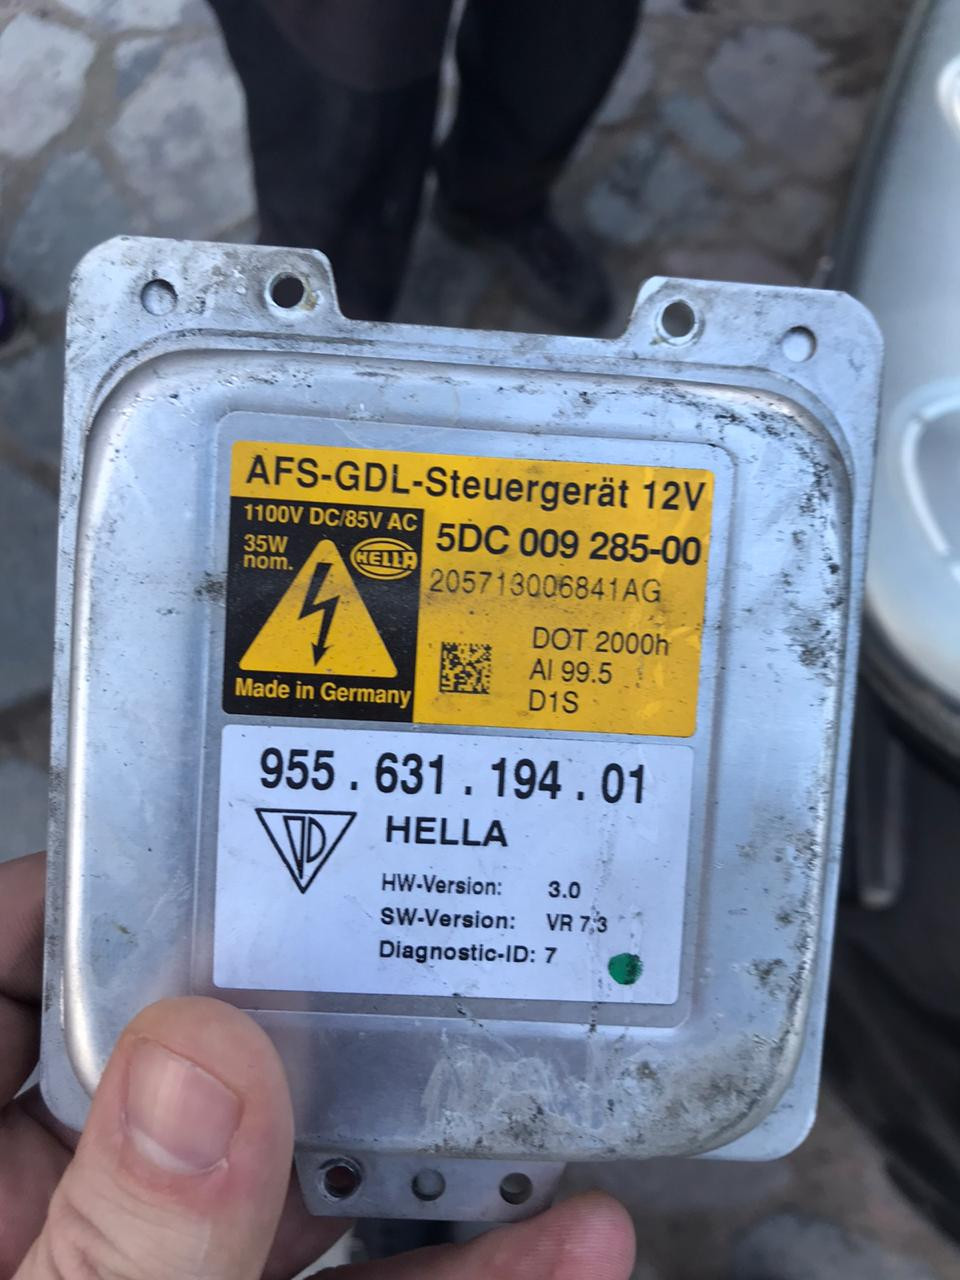 AFS-GDL-Steuergerät 12V
1100V DC/85V AC
35W
nom.
HELLA
5DC 009 285-00
205713006841AG
DOT 2000h
Al 99.5
D1S
Made in Germany
955.631.194.01
HELLA
HW-Version: 3.0
SW-Version: VR 7.3
Diagnostic-ID: 7